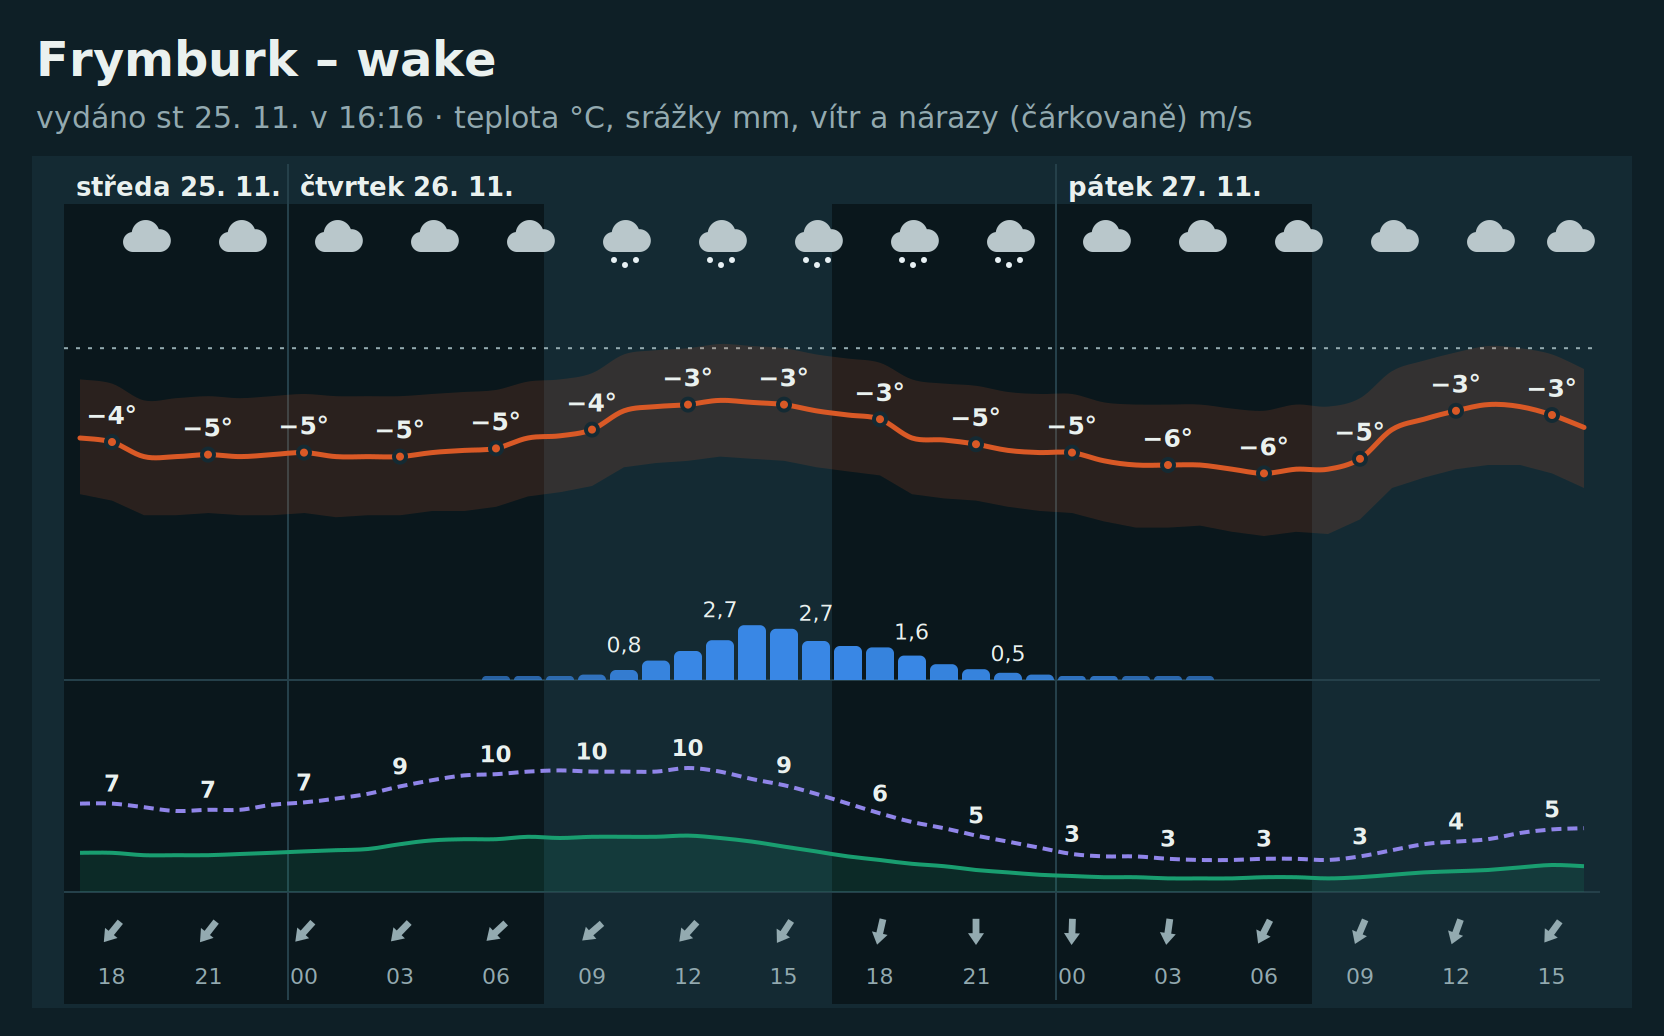 Frymburk – wake
vydáno st 25. 11. v 16:16 · teplota °C, srážky mm, vítr a nárazy (čárkovaně) m/s
středa 25. 11. čtvrtek 26. 11. pátek 27. 11.
−4° −5° −5° −5° −5° −4° −3° −3° −3° −5° −5° −6° −6° −5° −3° −3°
0,8 2,7 2,7 1,6 0,5
7 7 7 9 10 10 10 9 6 5 3 3 3 3 4 5
18 21 00 03 06 09 12 15 18 21 00 03 06 09 12 15